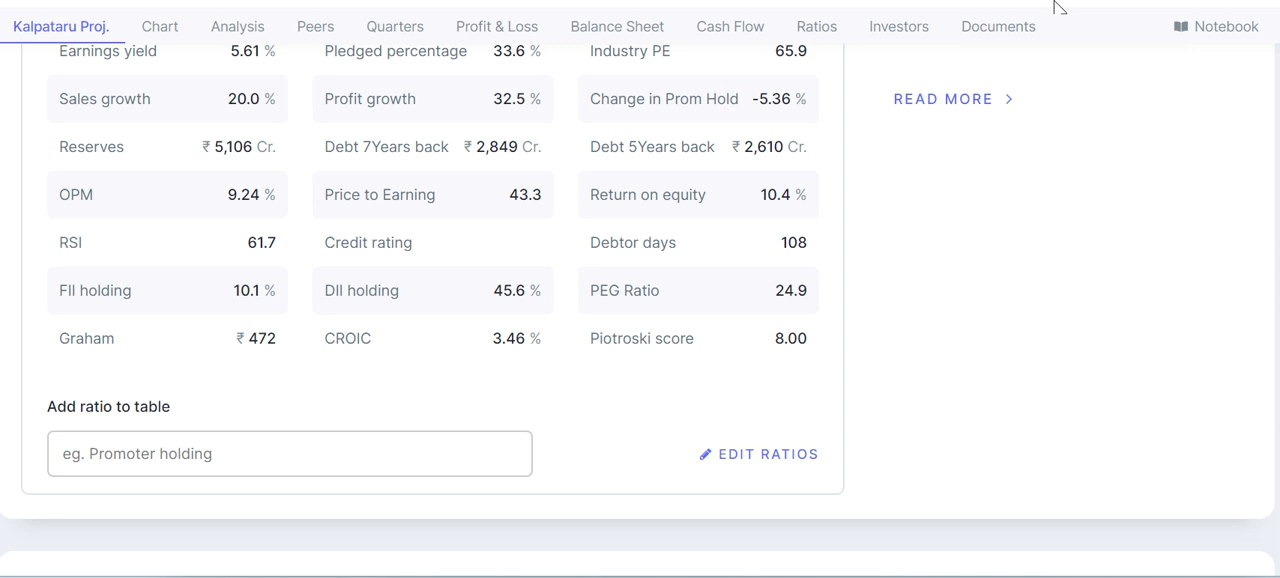 Kalpataru Proj. Chart Analysis Peers Quarters Profit & Loss Balance Sheet Cash Flow Ratios Investors Documents Notebook
Earnings yield 5.61 % Pledged percentage 33.6 % Industry PE 65.9
Sales growth 20.0 % Profit growth 32.5 % Change in Prom Hold -5.36 % READ MORE
Reserves ₹ 5,106 Cr. Debt 7Years back ₹ 2,849 Cr. Debt 5Years back ₹ 2,610 Cr.
OPM 9.24 % Price to Earning 43.3 Return on equity 10.4 %
RSI 61.7 Credit rating Debtor days 108
FII holding 10.1 % DII holding 45.6 % PEG Ratio 24.9
Graham ₹ 472 CROIC 3.46 % Piotroski score 8.00
Add ratio to table
eg. Promoter holding EDIT RATIOS